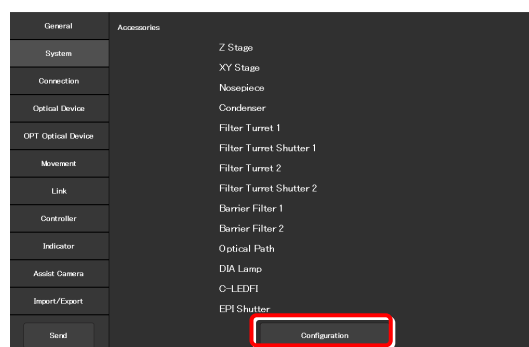 General
System
Connection
Optical Device
OPT Optical Device
Movement
Link
Controller
Indicator
Assist Camera
Import/Export
Send
Accessories
Z Stage
XY Stage
Nosepiece
Condenser
Filter Turret 1
Filter Turret Shutter 1
Filter Turret 2
Filter Turret Shutter 2
Barrier Filter 1
Barrier Filter 2
Optical Path
DIA Lamp
C-LEDFI
EPI Shutter
Configuration